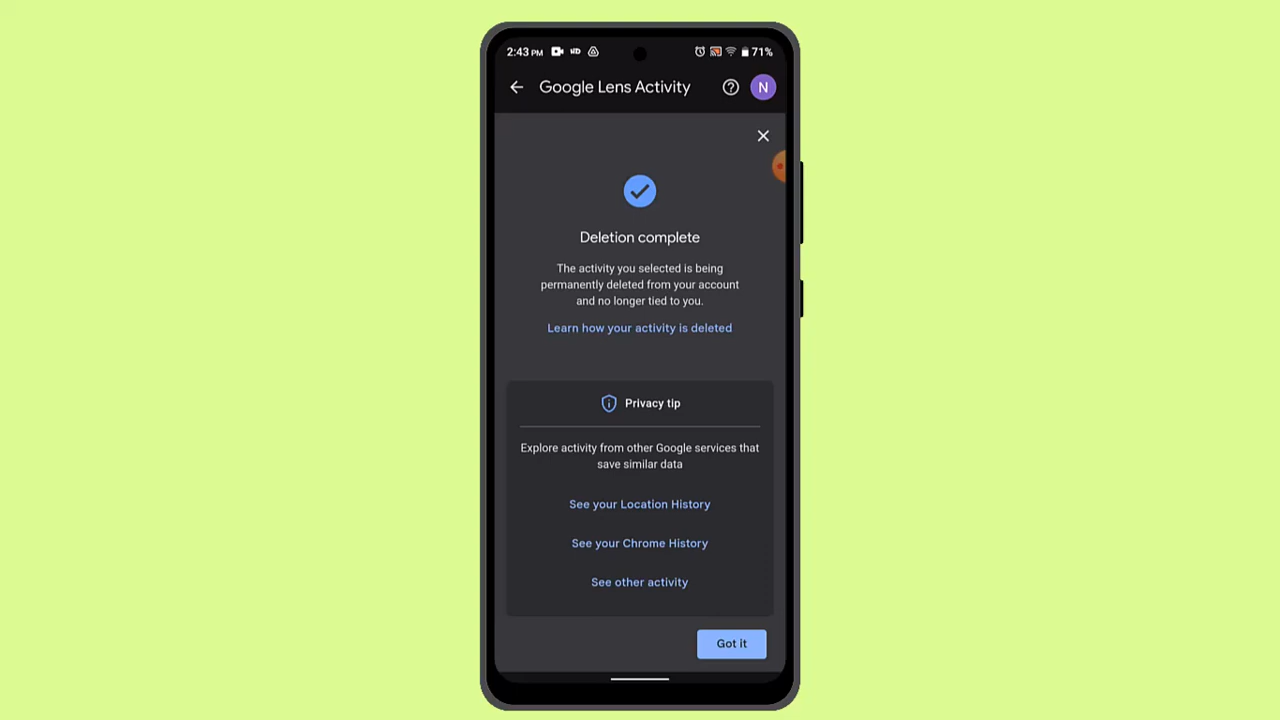 2:43 PM HD 71%
Google Lens Activity N
Deletion complete
The activity you selected is being
permanently deleted from your account
and no longer tied to you.
Learn how your activity is deleted
Privacy tip
Explore activity from other Google services that
save similar data
See your Location History
See your Chrome History
See other activity
Got it